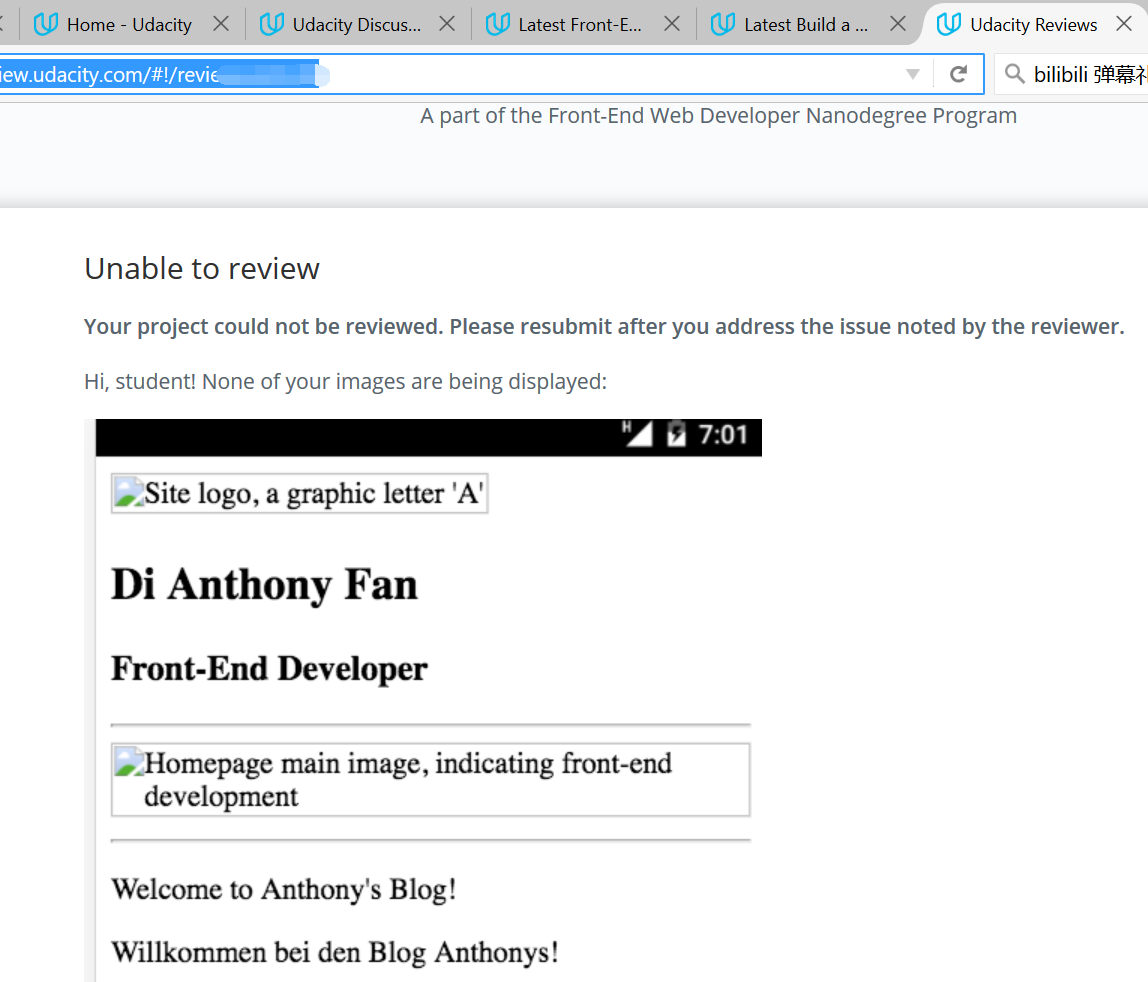 Home - Udacity
Udacity Discus...
Latest Front-E...
Latest Build a ...
Udacity Reviews
iew.udacity.com/#!/revie
bilibili 弹幕
A part of the Front-End Web Developer Nanodegree Program
Unable to review
Your project could not be reviewed. Please resubmit after you address the issue noted by the reviewer.
Hi, student! None of your images are being displayed:
H 7:01
Site logo, a graphic letter 'A'
Di Anthony Fan
Front-End Developer
Homepage main image, indicating front-end
development
Welcome to Anthony's Blog!
Willkommen bei den Blog Anthonys!